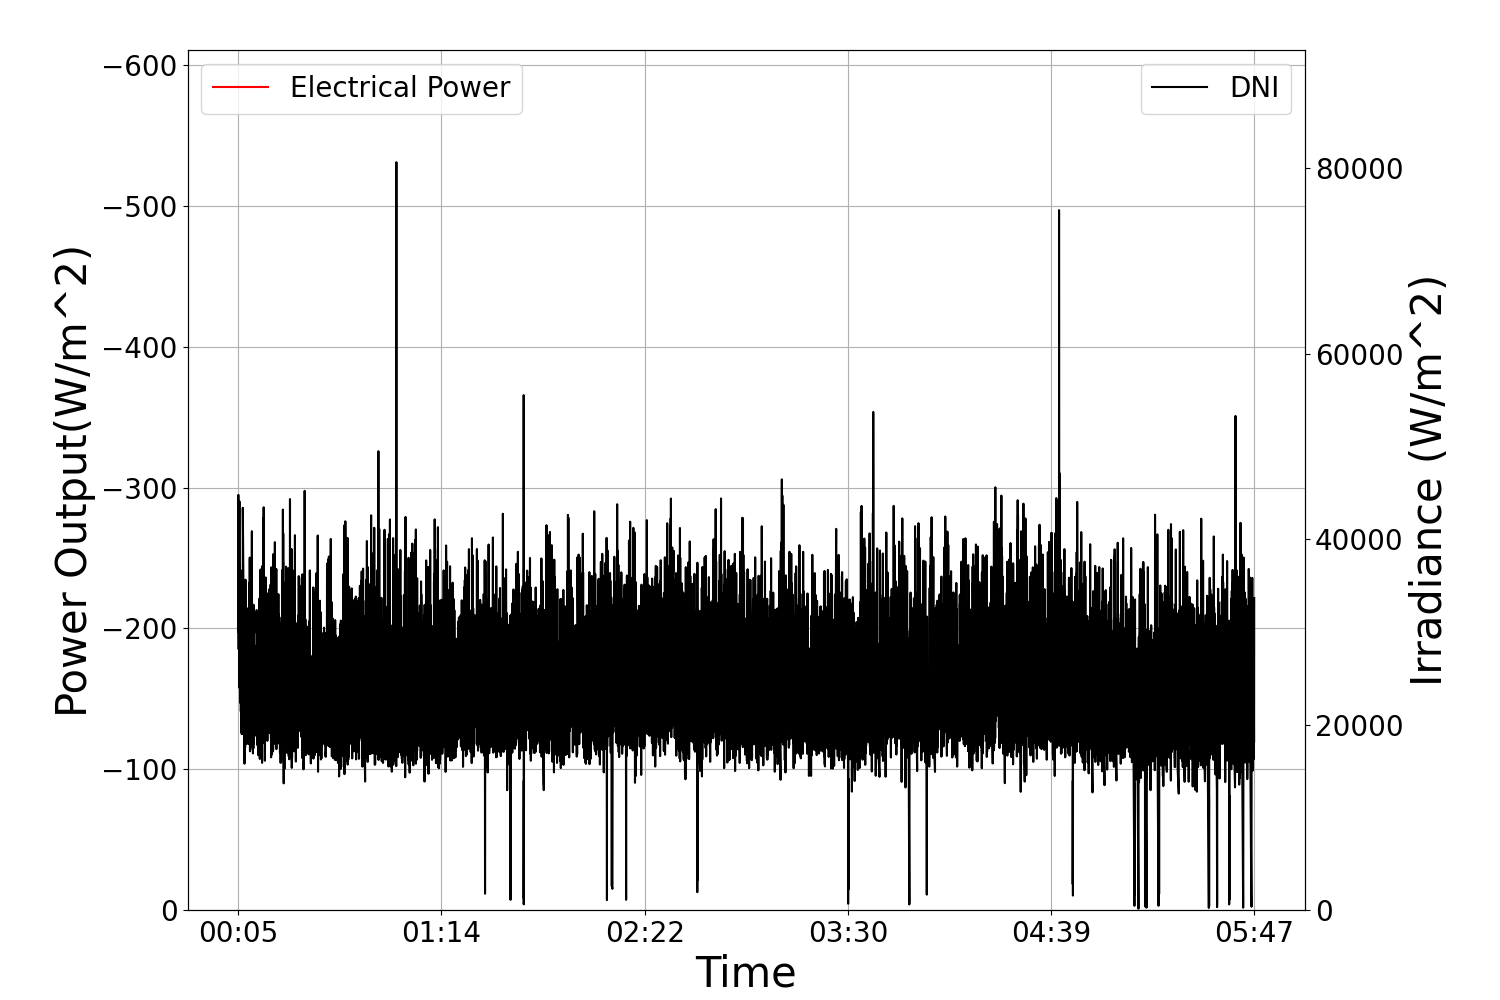 Electrical Power
DNI
Power Output(W/m^2)
−600
−500
−400
−300
−200
−100
0
80000
60000
40000
20000
0
Irradiance (W/m^2)
00:05 01:14 02:22 03:30 04:39 05:47
Time